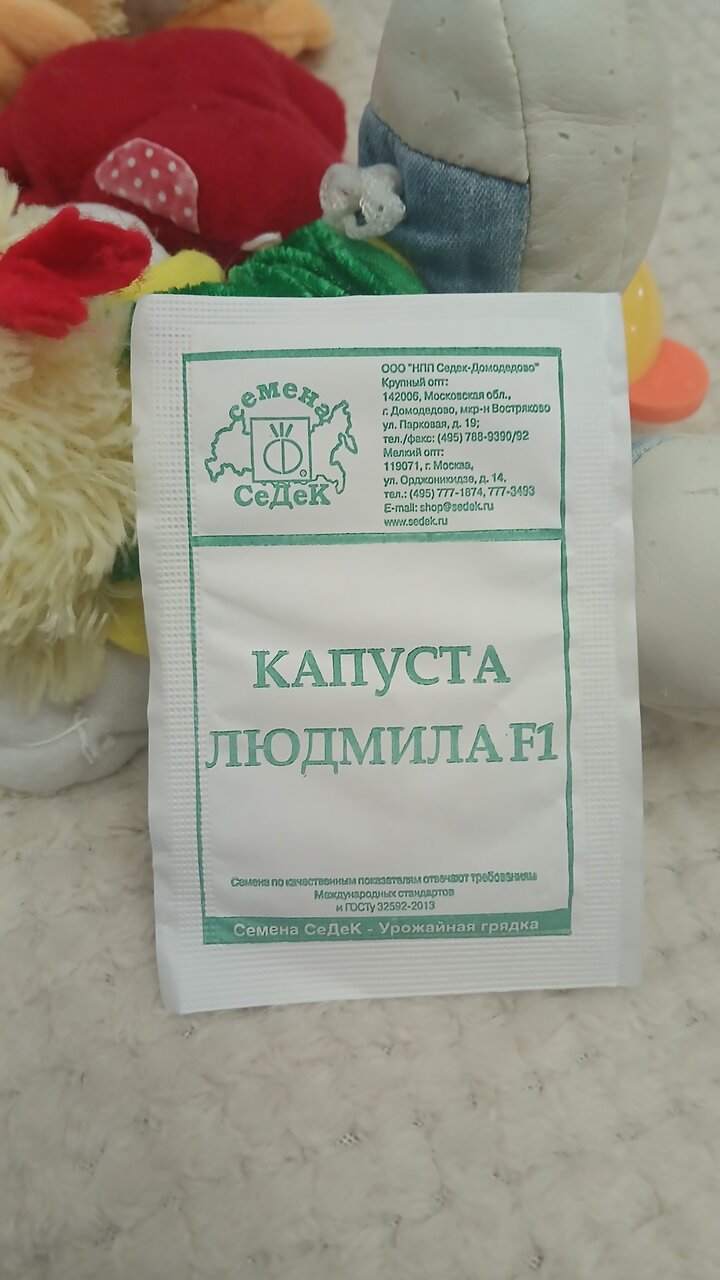 семена
СеДеК
ООО "НПП Седек-Домодедово"
Крупный опт:
142006, Московская обл.,
г. Домодедово, мкр-н Востряково
ул. Парковая, д. 19;
тел./факс: (495) 788-9390/92
Мелкий опт:
119071, г. Москва,
ул. Орджоникидзе, д. 14,
тел.: (495) 777-1874, 777-3493
E-mail: shop@sedek.ru
www.sedek.ru
КАПУСТА
ЛЮДМИЛА F1
Семена по качественным показателям отвечают требованиям
Международных стандартов
и ГОСТу 32592-2013
Семена СеДеК - Урожайная грядка